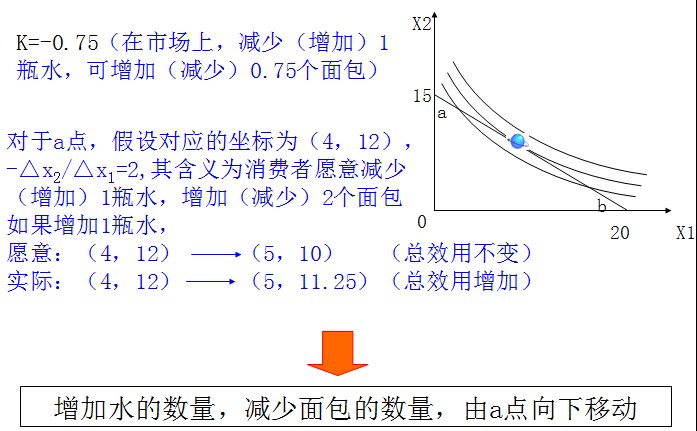 K=-0.75（在市场上，减少（增加）1
瓶水，可增加（减少）0.75个面包）
对于a点，假设对应的坐标为（4，12），
-△x₂/△x₁=2,其含义为消费者愿意减少
（增加）1瓶水，增加（减少）2个面包
如果增加1瓶水，
愿意：（4，12） → （5，10） （总效用不变）
实际：（4，12） → （5，11.25）（总效用增加）
X2
15
a
b
0
20
X1
增加水的数量，减少面包的数量，由a点向下移动